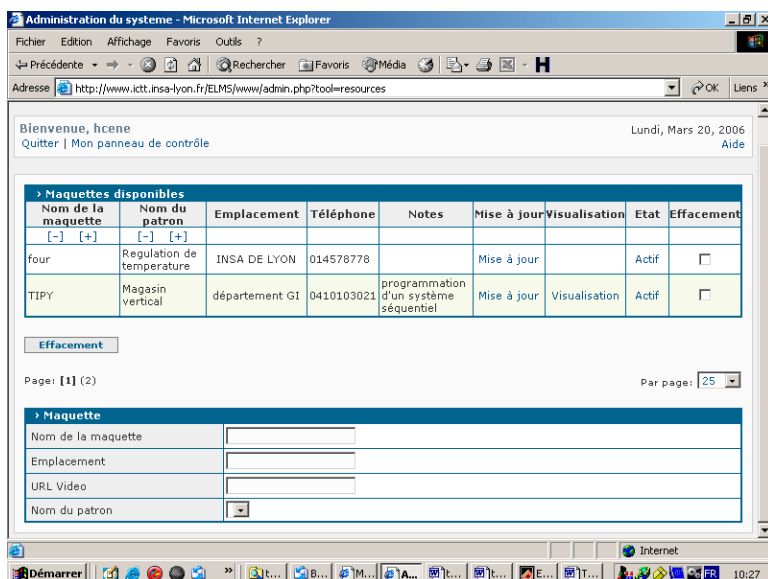 Administration du systeme - Microsoft Internet Explorer
Fichier Edition Affichage Favoris Outils ?
Précédente Rechercher Favoris Média
Adresse http://www.ictt.insa-lyon.fr/ELMS/www/admin.php?tool=resources OK Liens »
Bienvenue, hcene Lundi, Mars 20, 2006
Quitter | Mon panneau de contrôle Aide
› Maquettes disponibles
Nom de la maquette Nom du patron Emplacement Téléphone Notes Mise à jour Visualisation Etat Effacement
[-] [+] [-] [+]
four Regulation de temperature INSA DE LYON 014578778 Mise à jour Actif
TIPY Magasin vertical département GI 0410103021 programmation d'un système séquentiel Mise à jour Visualisation Actif
Effacement
Page: [1] (2) Par page: 25
› Maquette
Nom de la maquette
Emplacement
URL Video
Nom du patron
Internet
Démarrer » t... B... M... A... t... t... E... T... FR 10:27